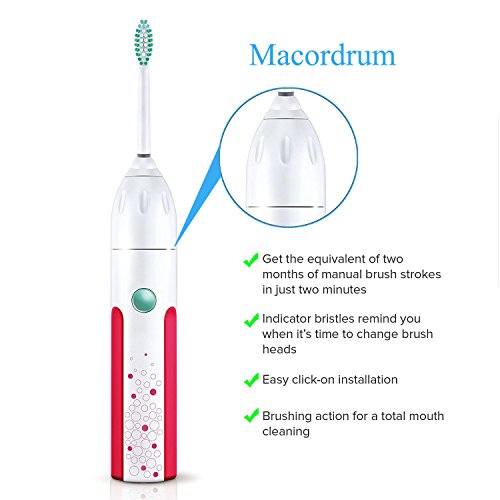 Macordrum
Get the equivalent of two
months of manual brush strokes
in just two minutes
Indicator bristles remind you
when it's time to change brush
heads
Easy click-on installation
Brushing action for a total mouth
cleaning